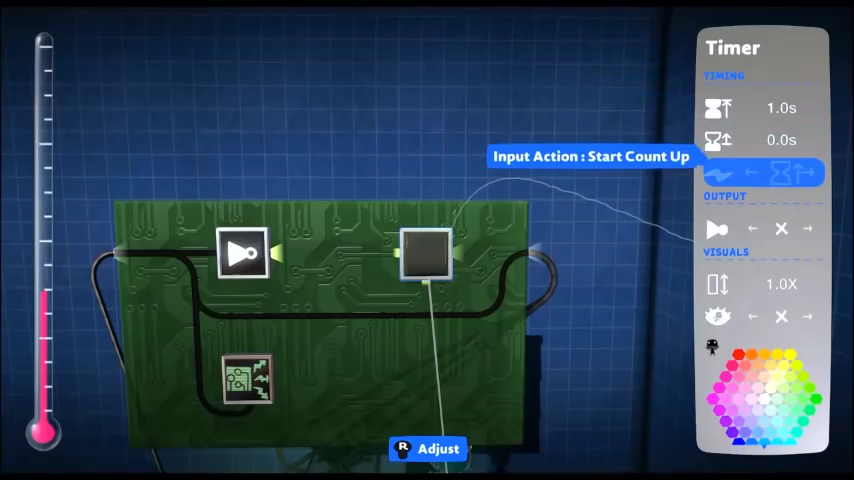 Timer
TIMING
1.0s
0.0s
Input Action : Start Count Up
OUTPUT
VISUALS
1.0X
R Adjust